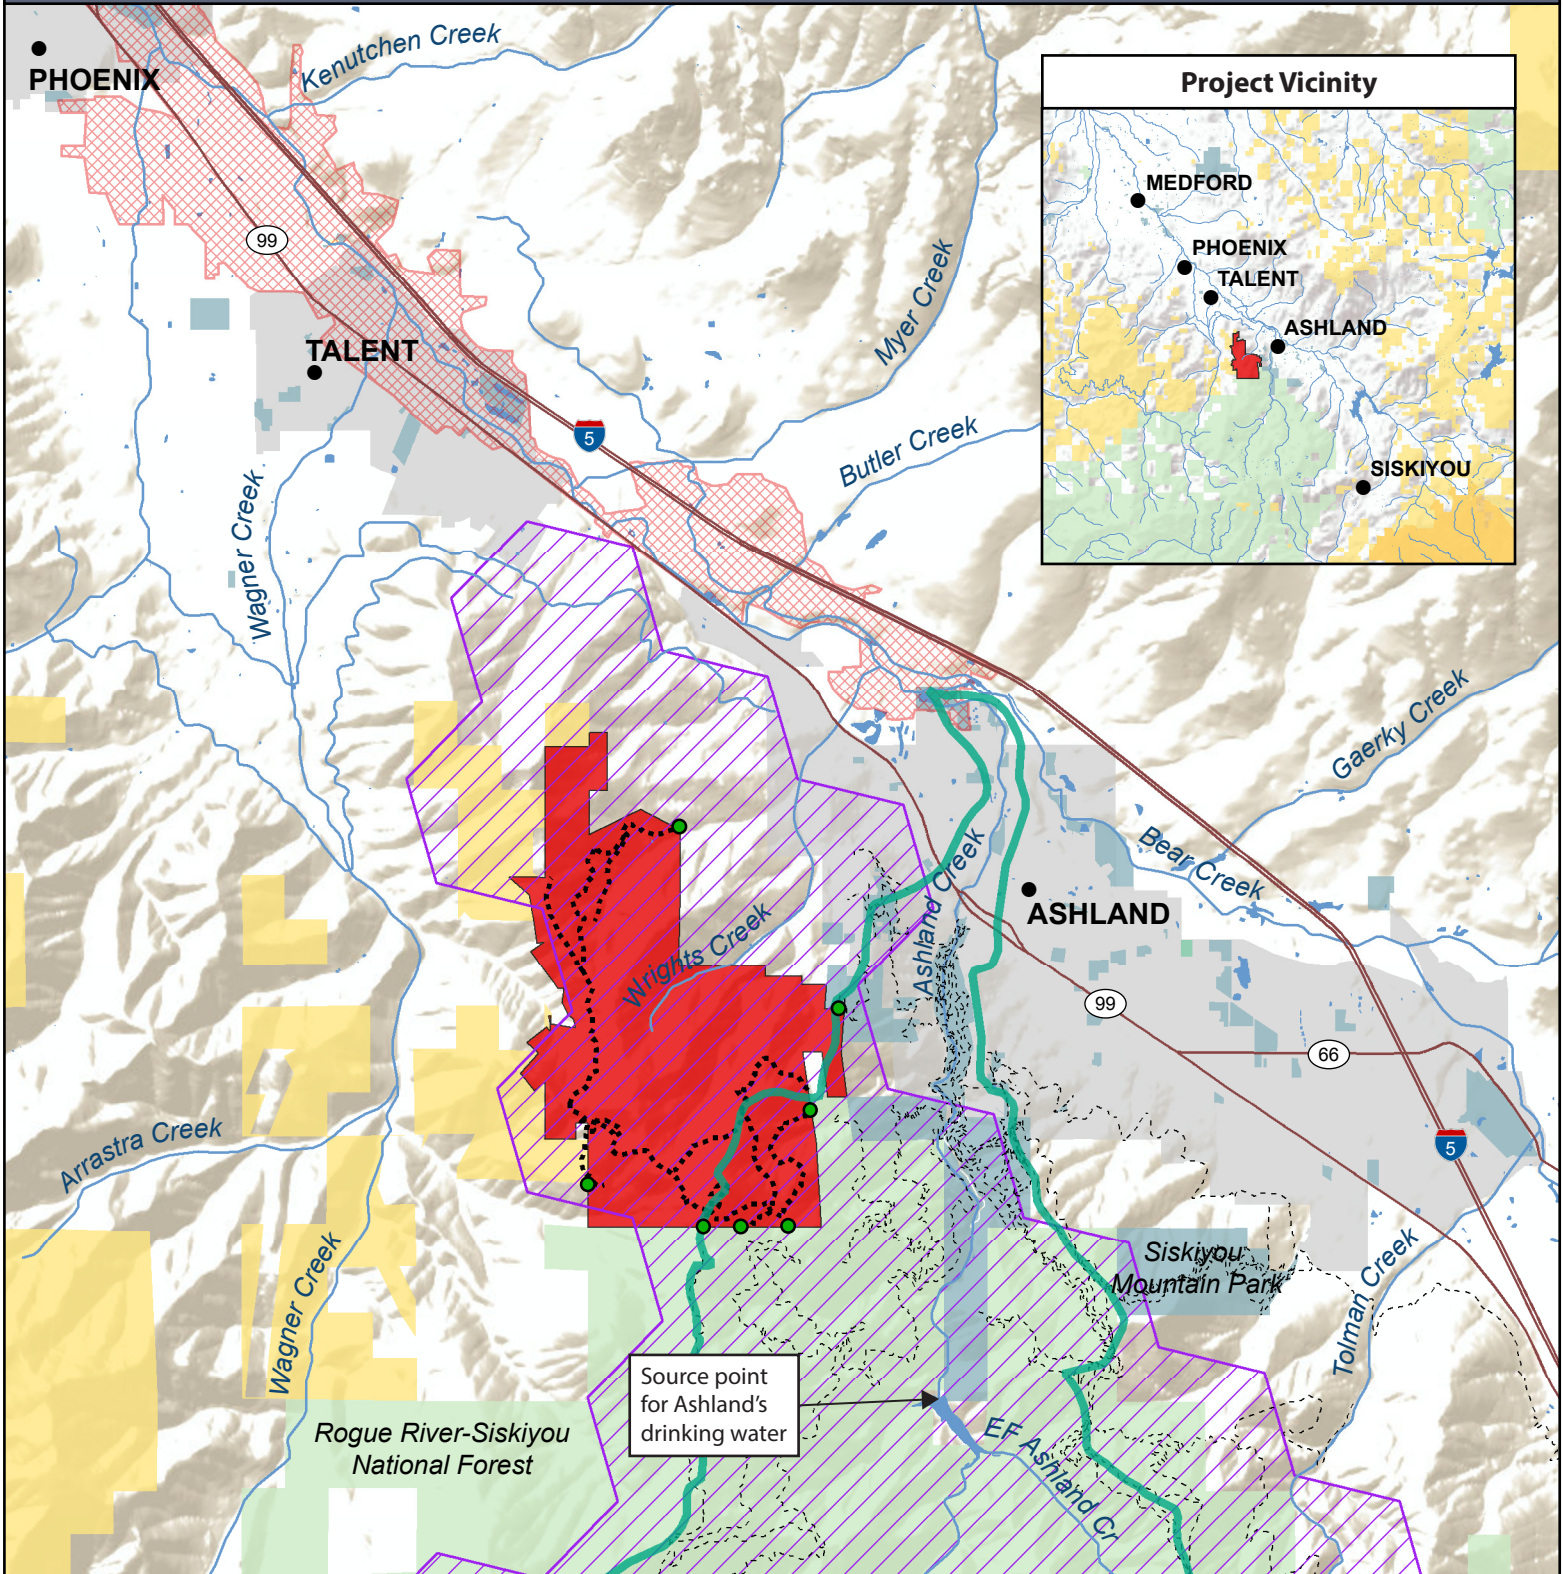 PHOENIX
Kenutchen Creek
Project Vicinity
MEDFORD
PHOENIX
TALENT
ASHLAND
SISKIYOU
99
TALENT
Myer Creek
5
Butler Creek
Wagner Creek
Gaerky Creek
Bear Creek
Ashland Creek
ASHLAND
Wrights Creek
99
66
5
Arrastra Creek
Siskiyou
Mountain Park
Tolman Creek
Wagner Creek
Source point
for Ashland's
drinking water
EF Ashland Cr
Rogue River-Siskiyou
National Forest